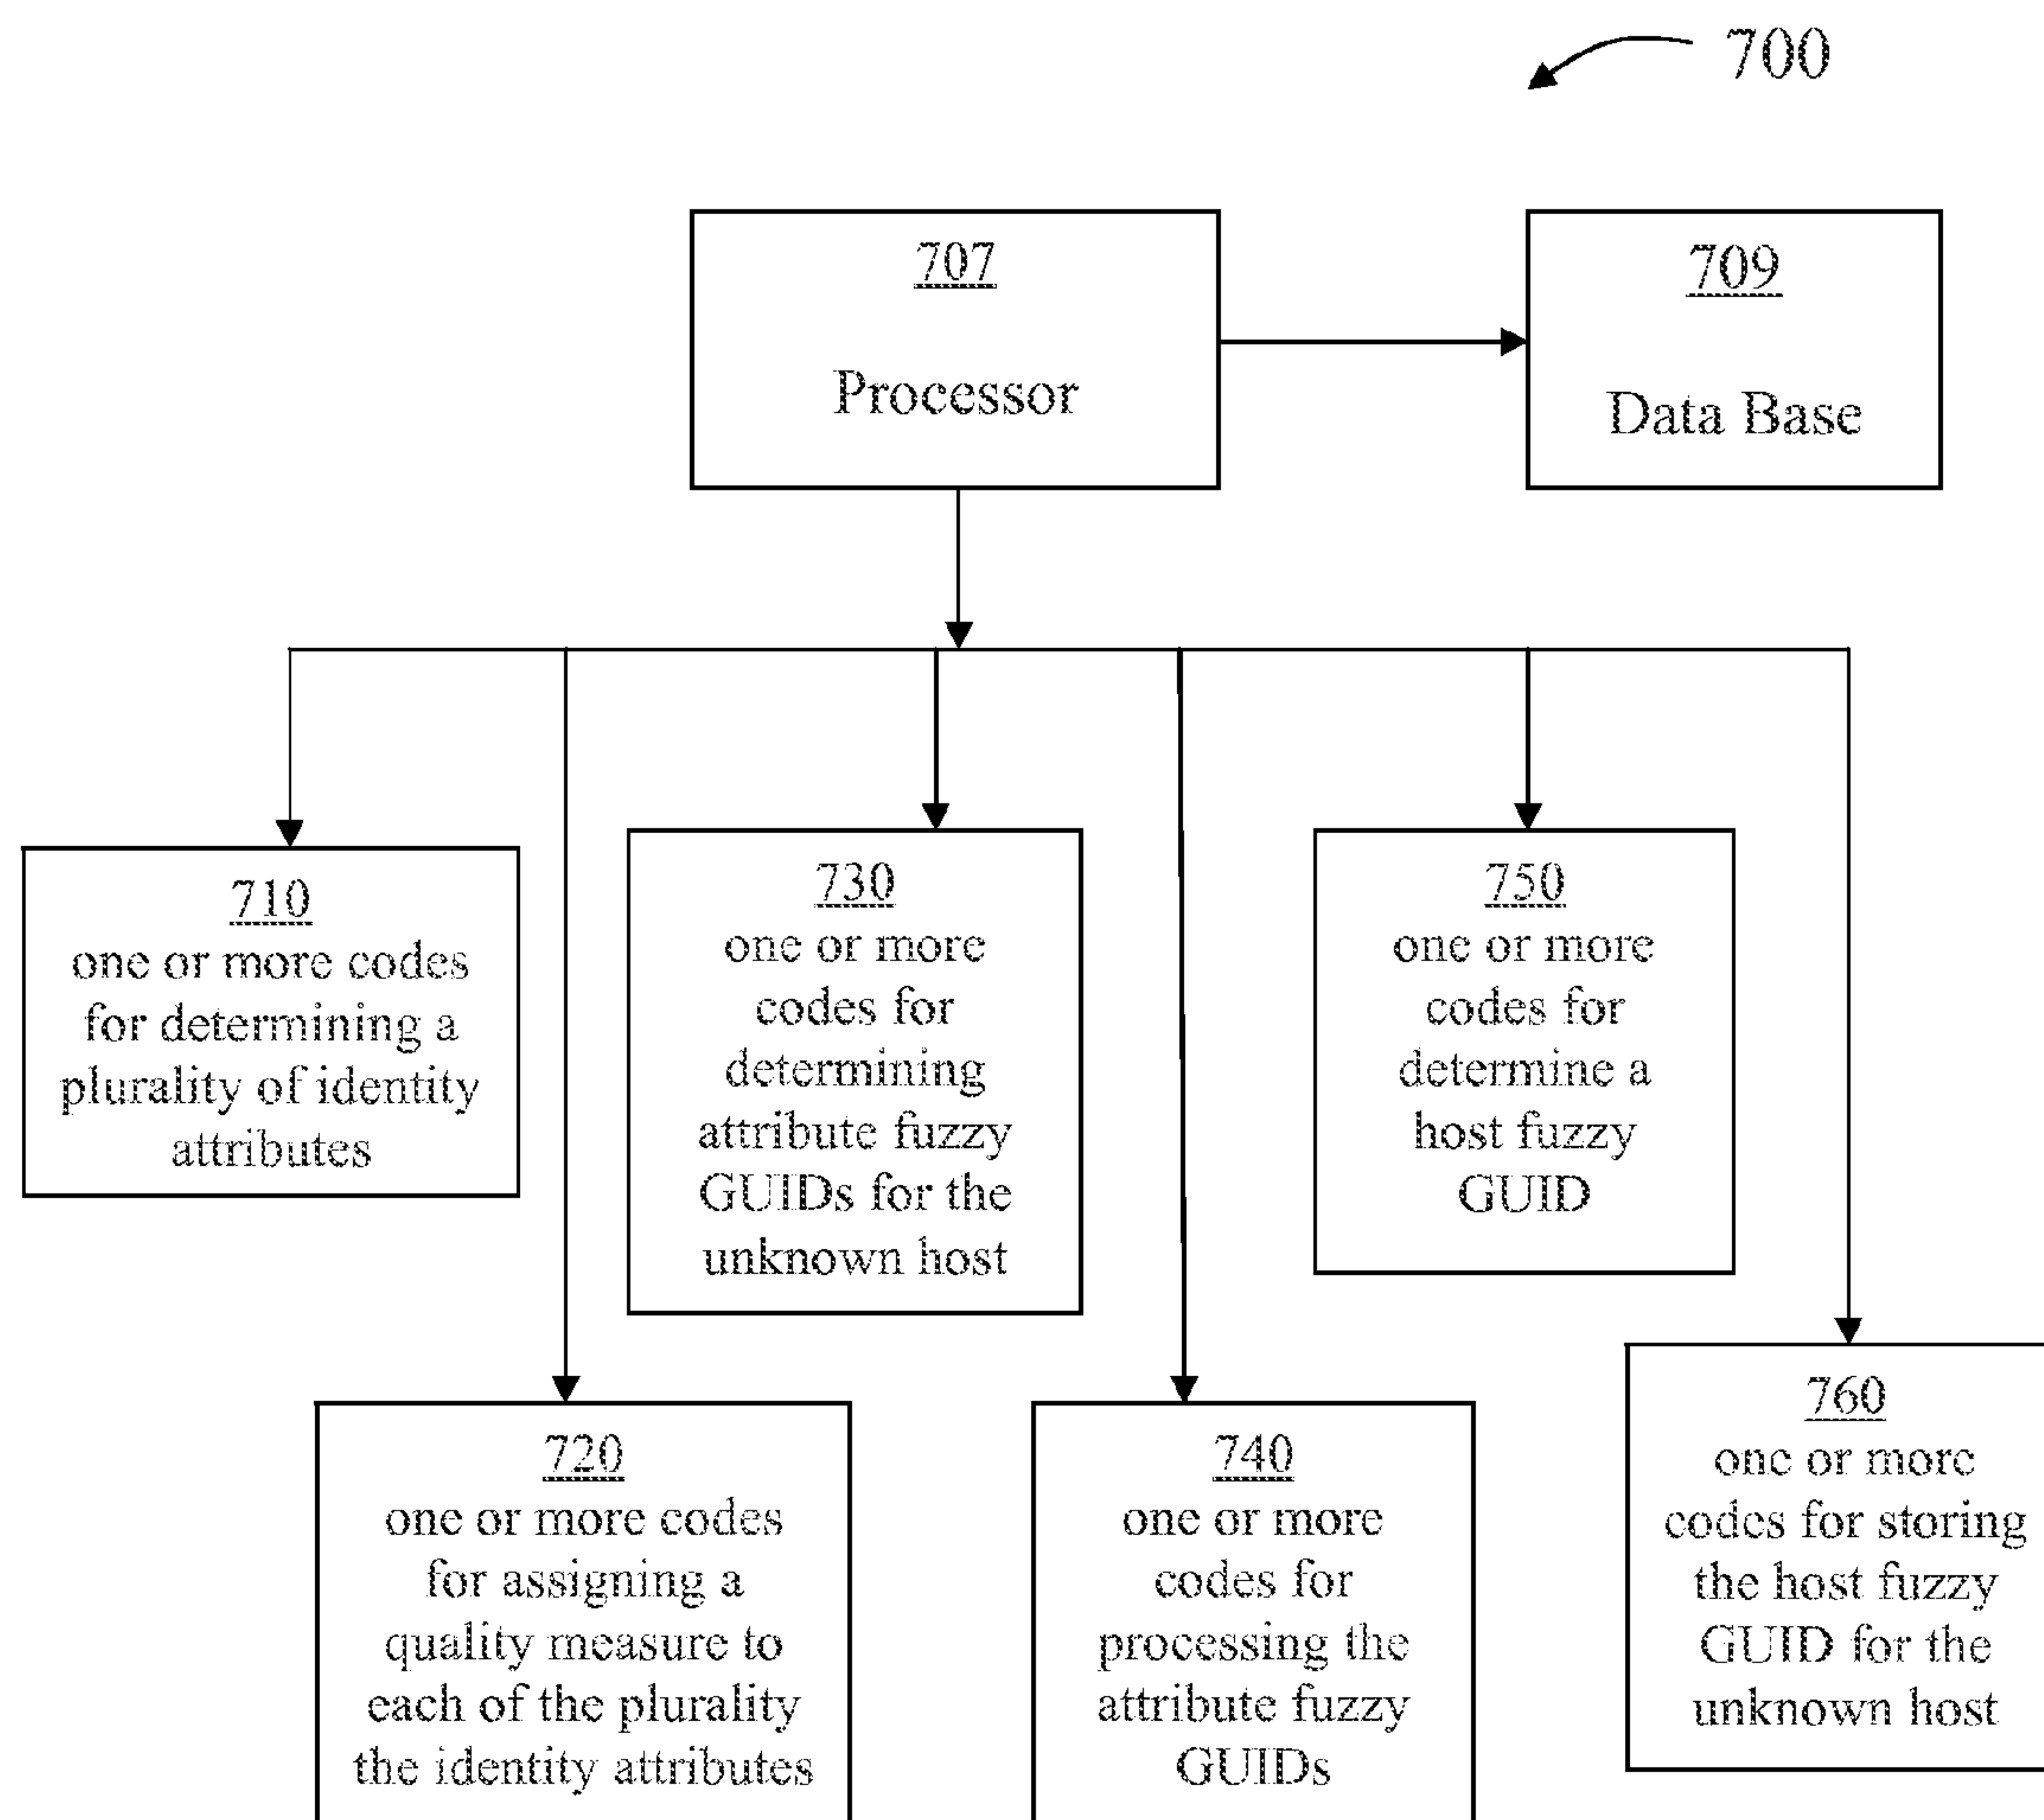 700
707
Processor
709
Data Base
710
one or more codes
for determining a
plurality of identity
attributes
730
one or more
codes for
determining
attribute fuzzy
GUIDs for the
unknown host
750
one or more
codes for
determine a
host fuzzy
GUID
720
one or more codes
for assigning a
quality measure to
each of the plurality
the identity attributes
740
one or more
codes for
processing the
attribute fuzzy
GUIDs
760
one or more
codes for storing
the host fuzzy
GUID for the
unknown host